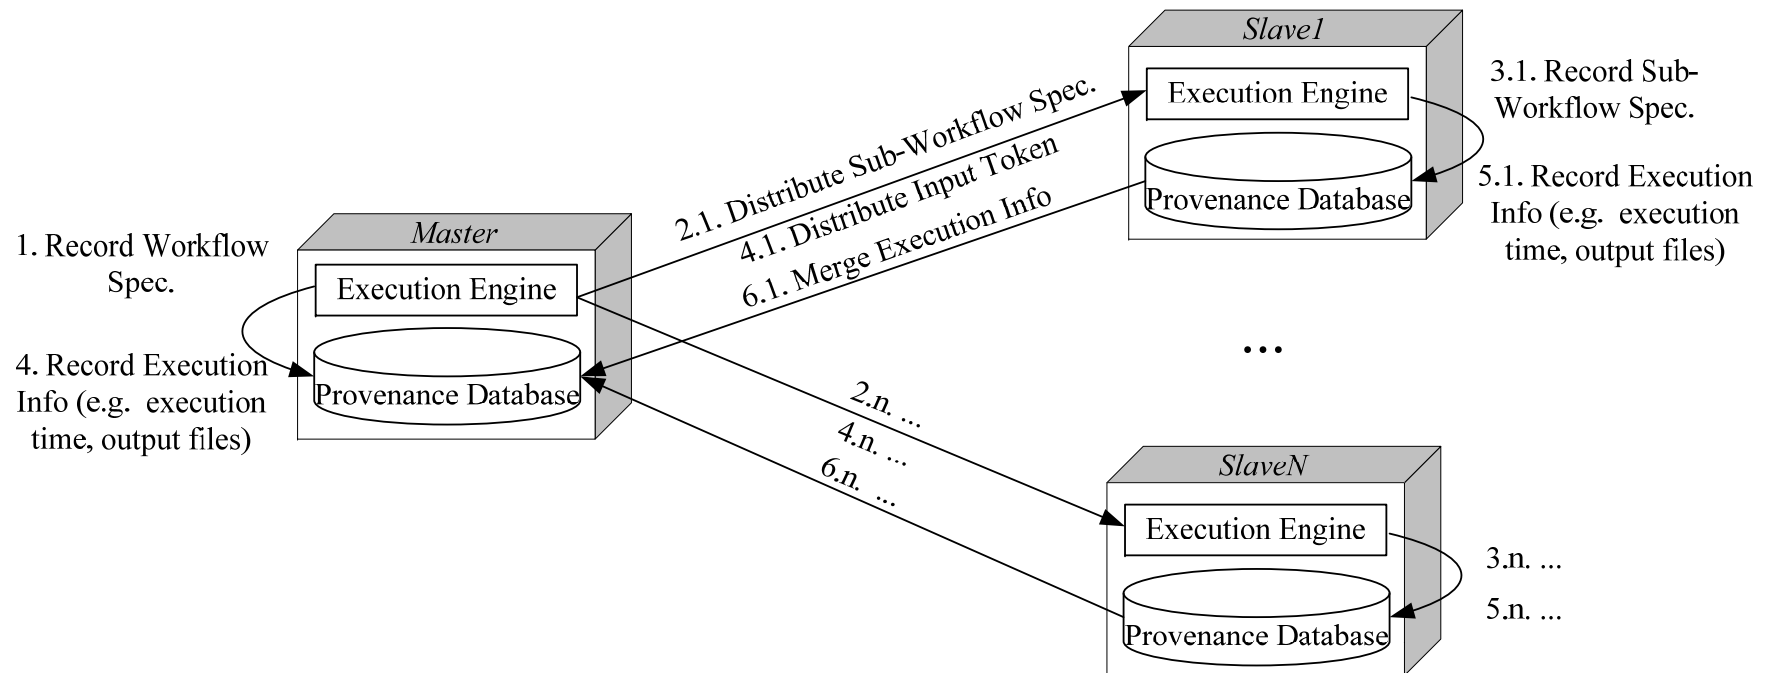 Slave1
Execution Engine
Provenance Database
3.1. Record Sub-
Workflow Spec.
5.1. Record Execution
Info (e.g. execution
time, output files)
2.1. Distribute Sub-Workflow Spec.
4.1. Distribute Input Token
6.1. Merge Execution Info
Master
Execution Engine
Provenance Database
1. Record Workflow
Spec.
4. Record Execution
Info (e.g. execution
time, output files)
...
2.n. ...
4.n. ...
6.n. ...
SlaveN
Execution Engine
Provenance Database
3.n. ...
5.n. ...